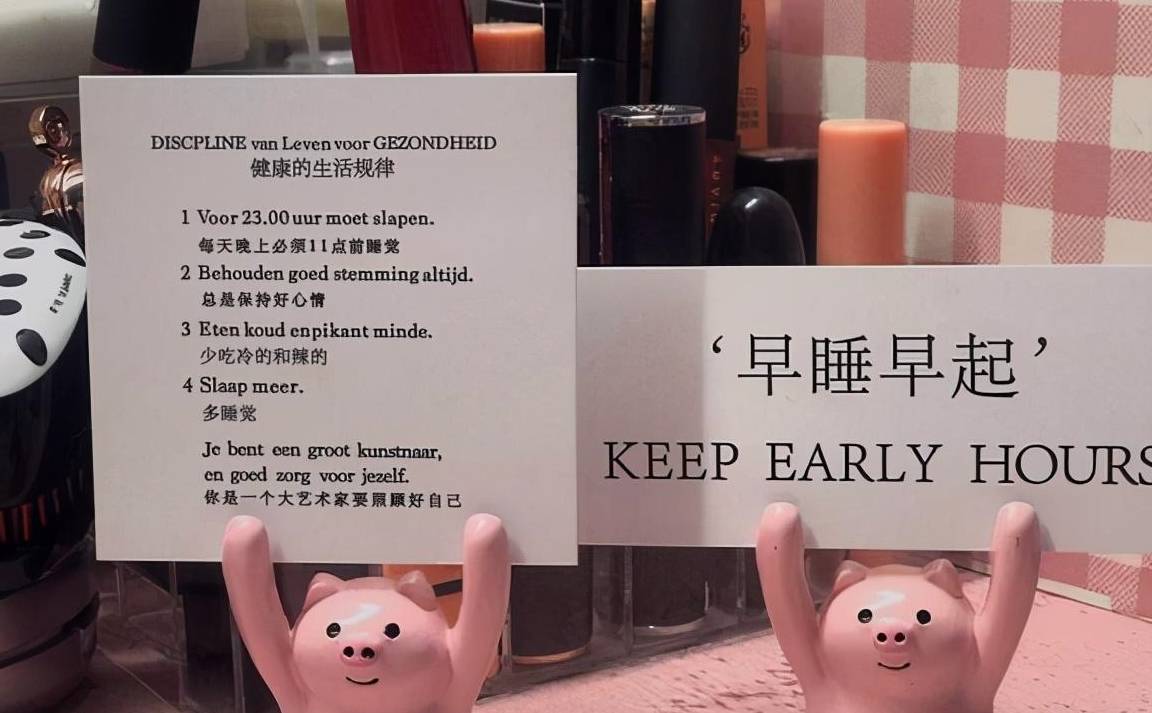 DISCPLINE van Leven voor GEZONDHEID
健康的生活规律
1 Voor 23.00 uur moet slapen.
每天晚上必须11点前睡觉
2 Behouden goed stemming altijd.
总是保持好心情
3 Eten koud enpikant minde.
少吃冷的和辣的
4 Slaap meer.
多睡觉
Je bent een groot kunstnaar,
en goed zorg voor jezelf.
你是一个大艺术家要照顾好自己
‘早睡早起’
KEEP EARLY HOURS